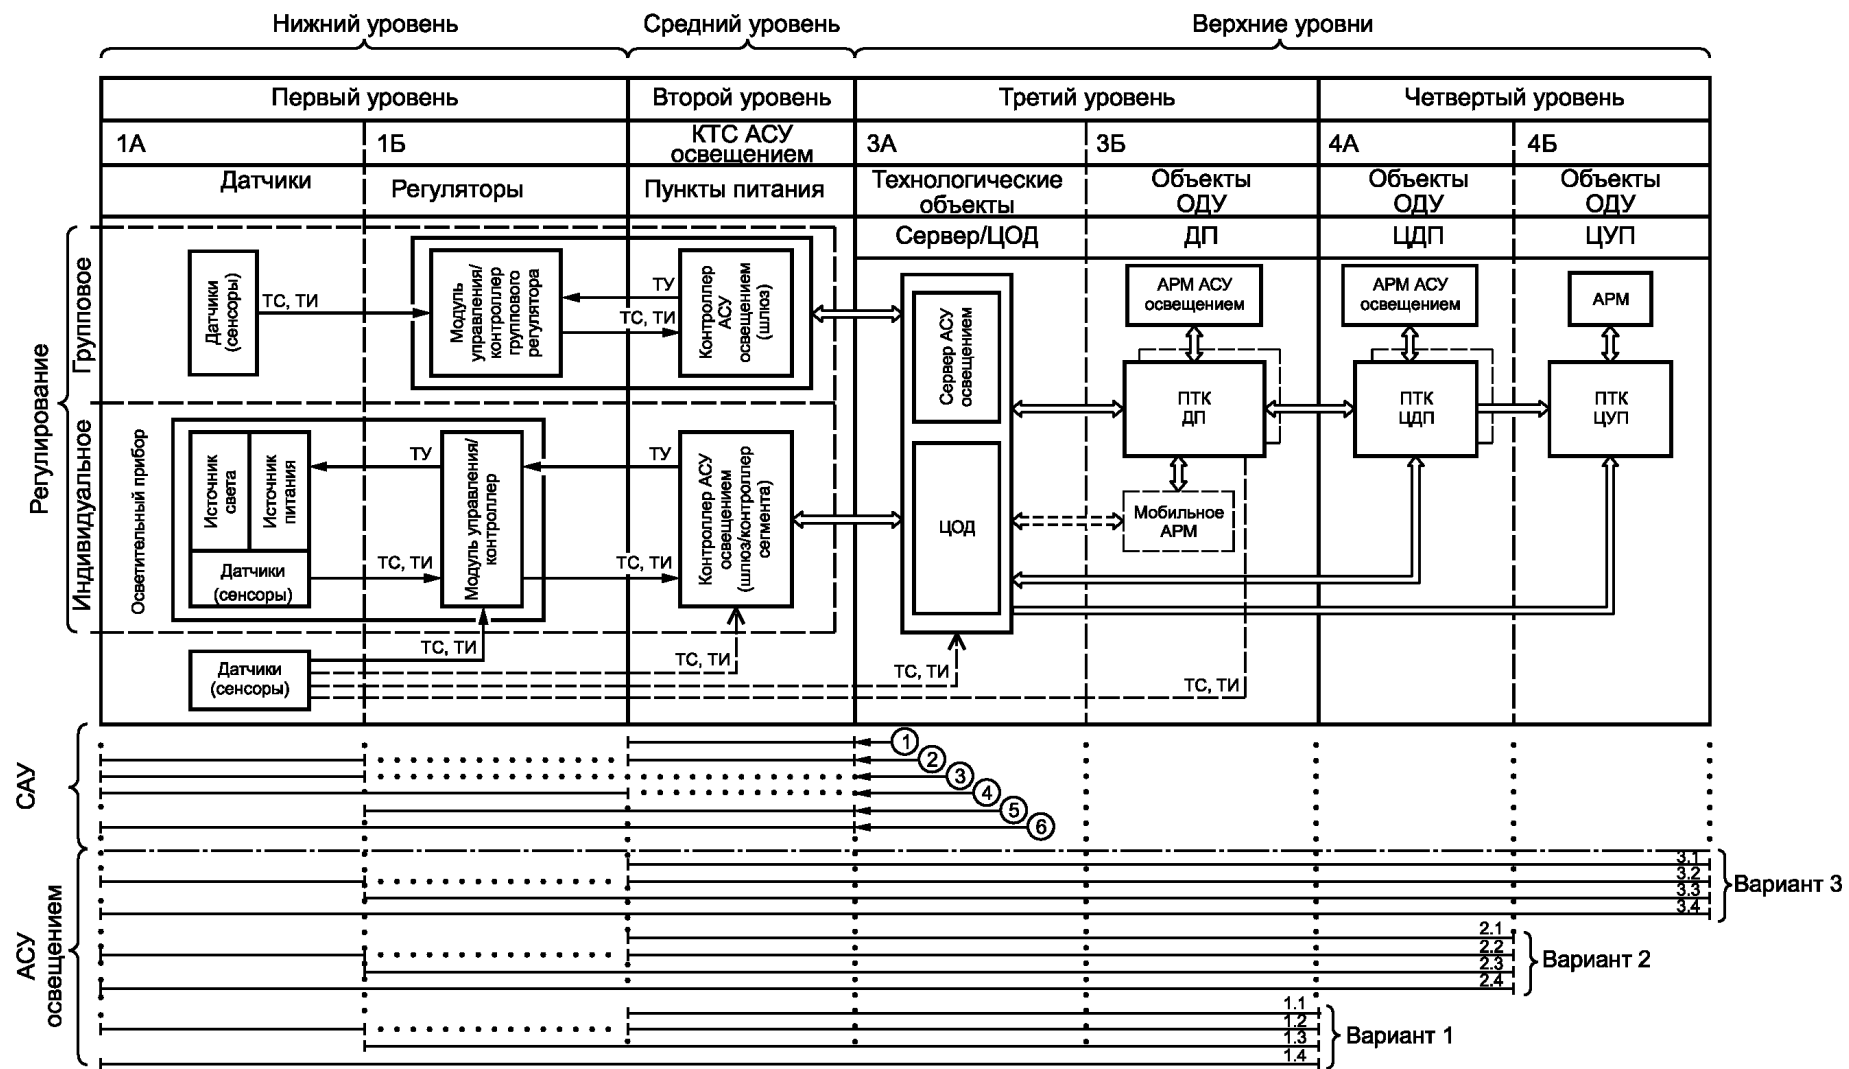 Нижний уровень
Средний уровень
Верхние уровни
Первый уровень
Второй уровень
Третий уровень
Четвертый уровень
1А
1Б
КТС АСУ
освещением
3А
3Б
4А
4Б
Датчики
Регуляторы
Пункты питания
Технологические
объекты
Объекты
ОДУ
Объекты
ОДУ
Объекты
ОДУ
Сервер/ЦОД
ДП
ЦДП
ЦУП
Регулирование
Групповое
Датчики
(сенсоры)
ТС, ТИ
Модуль
управления/
контроллер
группового
регулятора
ТУ
ТС, ТИ
Контроллер
АСУ
освещением
(шлюз)
Сервер АСУ
освещением
АРМ АСУ
освещением
АРМ АСУ
освещением
АРМ
ПТК
ДП
ПТК
ЦДП
ПТК
ЦУП
Индивидуальное
Осветительный прибор
Источник
света
Источник
питания
Датчики
(сенсоры)
ТУ
ТС, ТИ
Модуль управления/
контроллер
ТУ
ТС, ТИ
Контроллер АСУ
освещением
(шлюз/контроллер
сегмента)
ЦОД
Мобильное
АРМ
Датчики
(сенсоры)
ТС, ТИ
ТС, ТИ
ТС, ТИ
ТС, ТИ
САУ
1
2
3
4
5
6
АСУ
освещением
3.1
3.2
3.3
3.4
Вариант 3
2.1
2.2
2.3
2.4
Вариант 2
1.1
1.2
1.3
1.4
Вариант 1